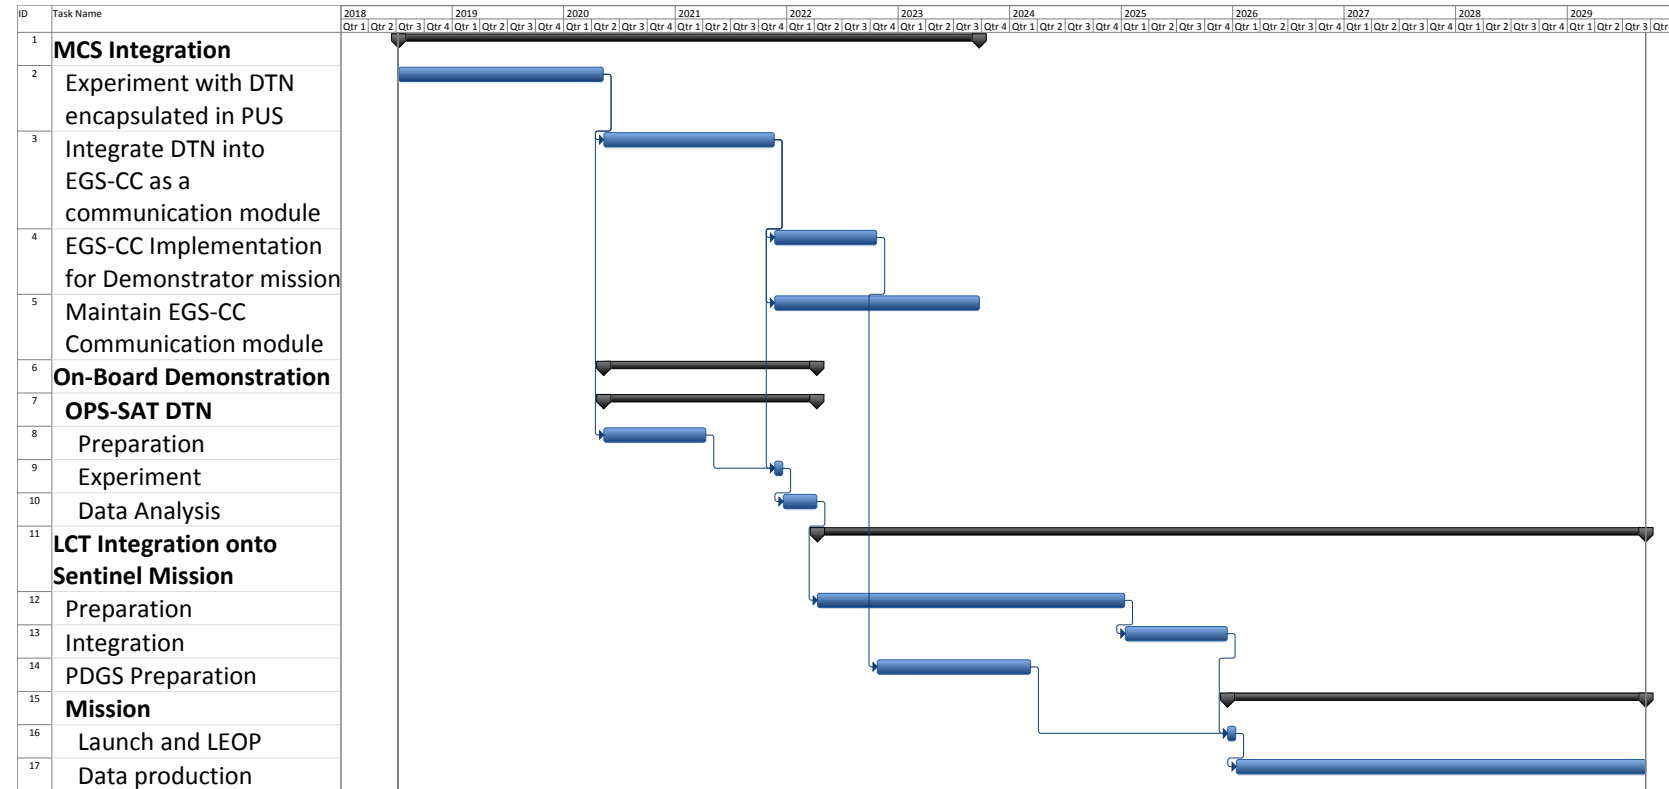 ID Task Name 2018 2019 2020 2021 2022 2023 2024 2025 2026 2027 2028 2029
Qtr 1 Qtr 2 Qtr 3 Qtr 4 Qtr 1 Qtr 2 Qtr 3 Qtr 4 Qtr 1 Qtr 2 Qtr 3 Qtr 4 Qtr 1 Qtr 2 Qtr 3 Qtr 4 Qtr 1 Qtr 2 Qtr 3 Qtr 4 Qtr 1 Qtr 2 Qtr 3 Qtr 4 Qtr 1 Qtr 2 Qtr 3 Qtr 4 Qtr 1 Qtr 2 Qtr 3 Qtr 4 Qtr 1 Qtr 2 Qtr 3 Qtr 4 Qtr 1 Qtr 2 Qtr 3 Qtr 4 Qtr 1 Qtr 2 Qtr 3 Qtr 4 Qtr 1 Qtr 2 Qtr 3 Qtr
1 MCS Integration
2 Experiment with DTN
encapsulated in PUS
3 Integrate DTN into
EGS-CC as a
communication module
4 EGS-CC Implementation
for Demonstrator mission
5 Maintain EGS-CC
Communication module
6 On-Board Demonstration
7 OPS-SAT DTN
8 Preparation
9 Experiment
10 Data Analysis
11 LCT Integration onto
Sentinel Mission
12 Preparation
13 Integration
14 PDGS Preparation
15 Mission
16 Launch and LEOP
17 Data production